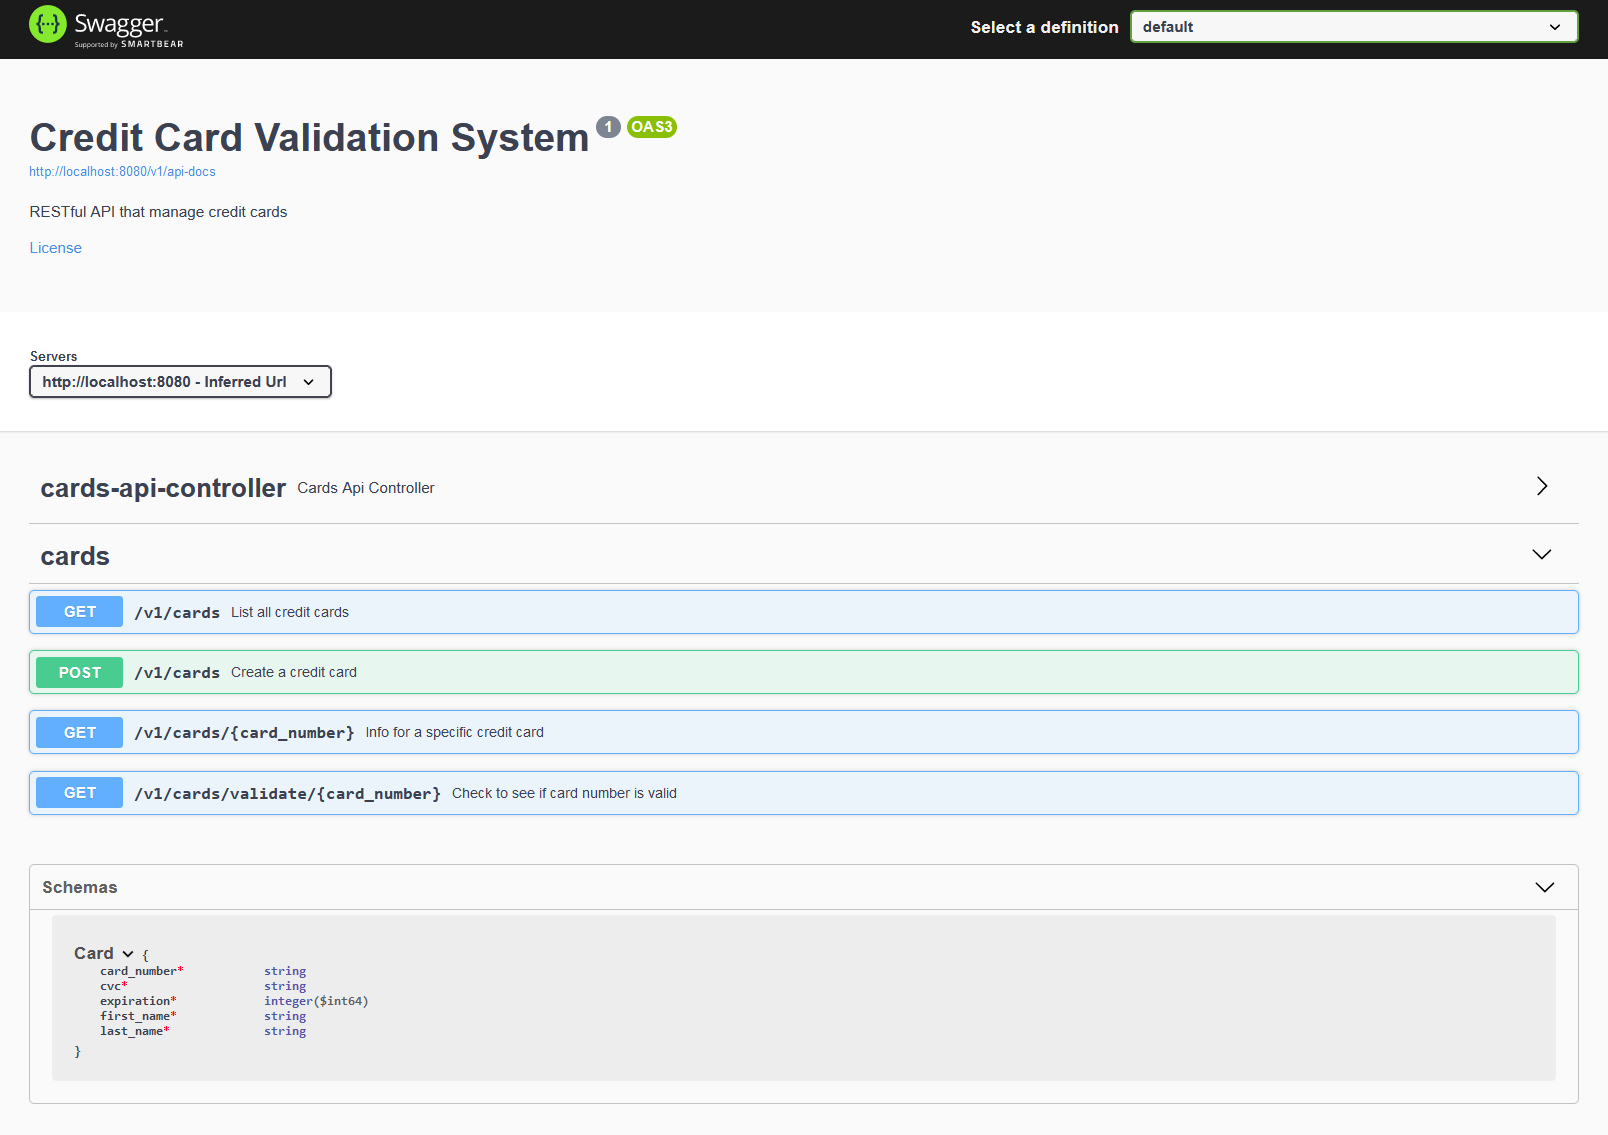 Swagger
Supported by SMARTBEAR
Select a definition
default
Credit Card Validation System 1 OAS3
http://localhost:8080/v1/api-docs
RESTful API that manage credit cards
License
Servers
http://localhost:8080 - Inferred Url
cards-api-controller Cards Api Controller
cards
GET /v1/cards List all credit cards
POST /v1/cards Create a credit card
GET /v1/cards/{card_number} Info for a specific credit card
GET /v1/cards/validate/{card_number} Check to see if card number is valid
Schemas
Card {
card_number* string
cvc* string
expiration* integer($int64)
first_name* string
last_name* string
}